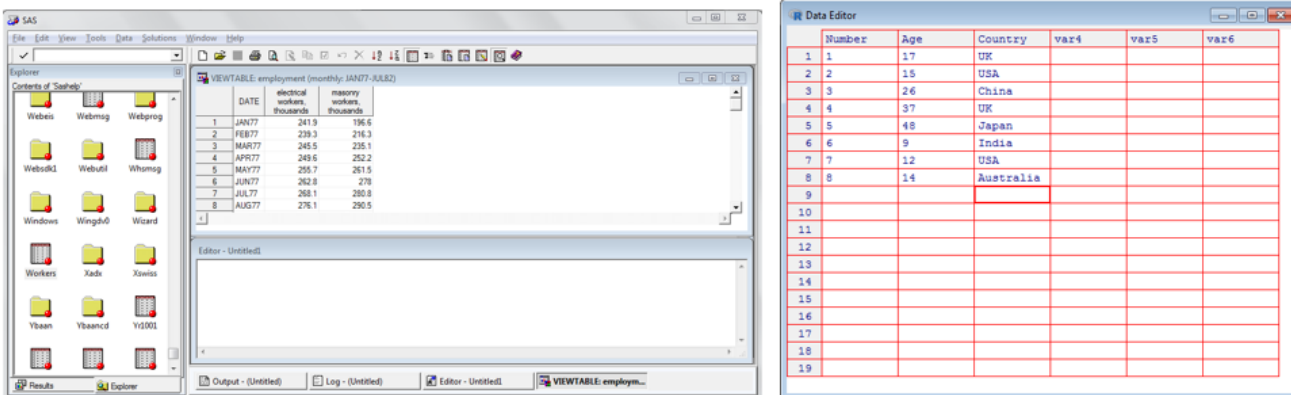 SAS
File Edit View Tools Data Solutions Window Help
Explorer
Contents of 'Sashelp'
Webeis Webmsg Webprog
Websdk1 Webutil Whsmsg
Windows Wingdv0 Wizard
Workers Xadx Xswiss
Ybaan Ybaancd Yr1001
Results Explorer
VIEWTABLE: employment (monthly: JAN77-JUL82)
DATE electrical workers, thousands masonry workers, thousands
1 JAN77 241.9 196.6
2 FEB77 239.3 216.3
3 MAR77 245.5 235.1
4 APR77 249.6 252.2
5 MAY77 255.7 261.5
6 JUN77 262.8 278
7 JUL77 268.1 280.8
8 AUG77 276.1 290.5
Editor - Untitled1
Output - (Untitled) Log - (Untitled) Editor - Untitled1 VIEWTABLE: employm...
R Data Editor
Number Age Country var4 var5 var6
1 1 17 UK
2 2 15 USA
3 3 26 China
4 4 37 UK
5 5 48 Japan
6 6 9 India
7 7 12 USA
8 8 14 Australia
9
10
11
12
13
14
15
16
17
18
19